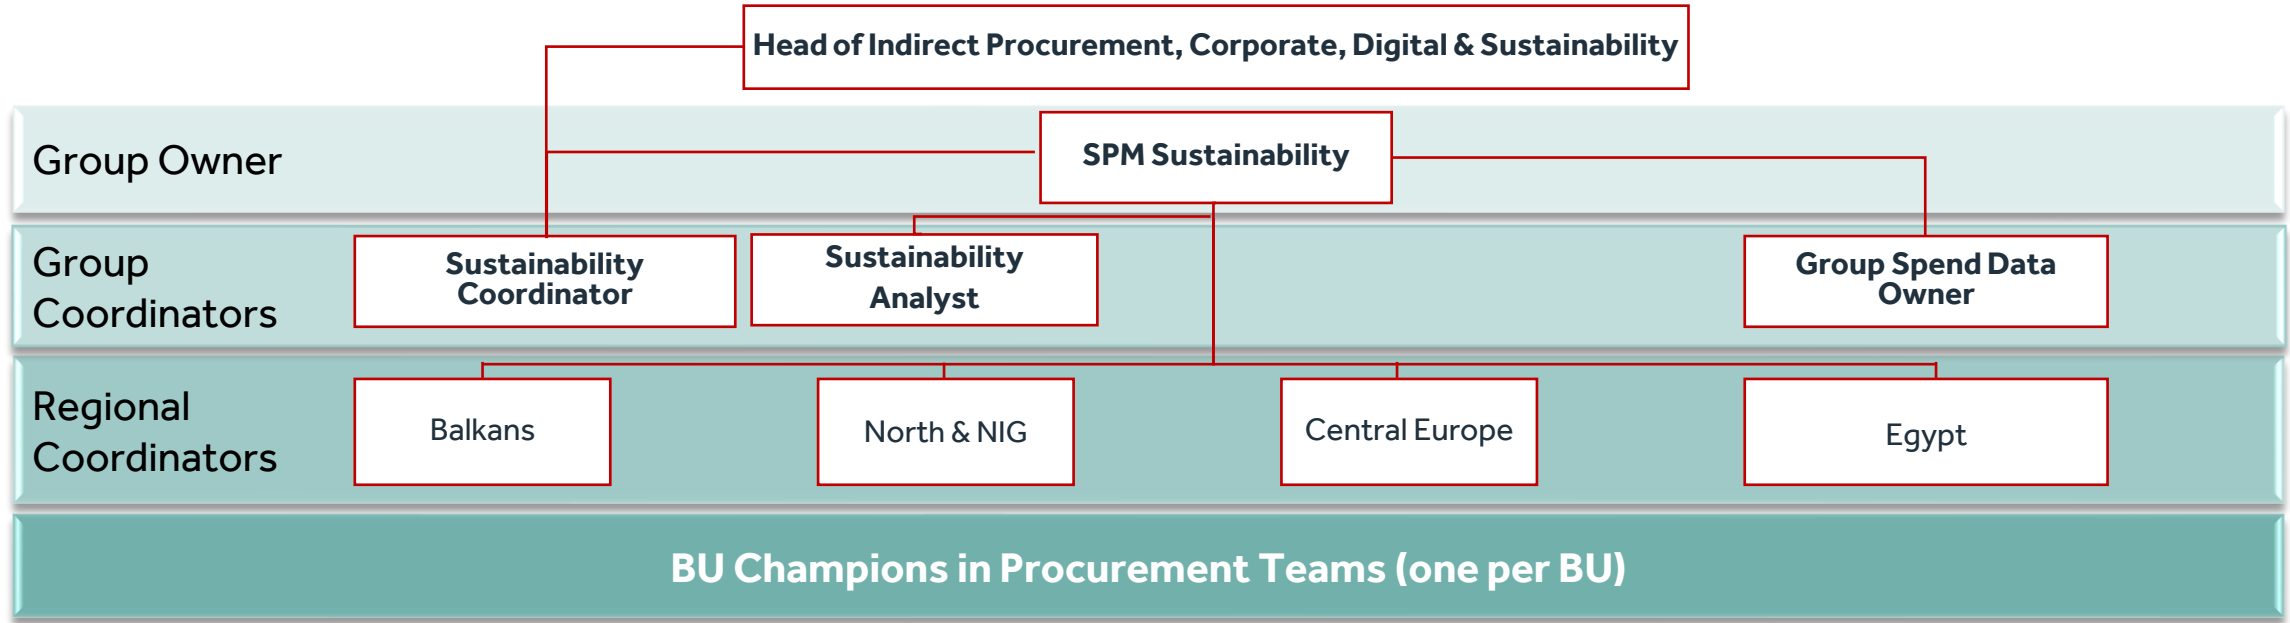 Head of Indirect Procurement, Corporate, Digital & Sustainability
Group Owner
SPM Sustainability
Group
Coordinators
Sustainability
Coordinator
Sustainability
Analyst
Group Spend Data
Owner
Regional
Coordinators
Balkans
North & NIG
Central Europe
Egypt
BU Champions in Procurement Teams (one per BU)